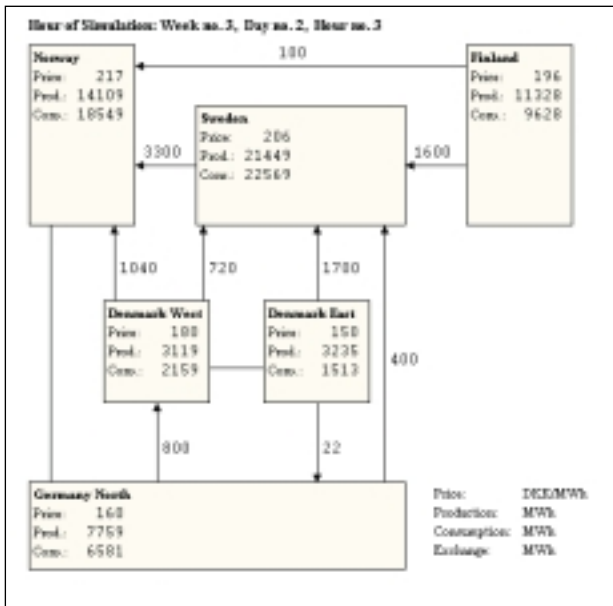 Hour of Simulation: Week no. 3, Day no. 2, Hour no. 3
Norway
Price: 217
Prod.: 14109
Cons.: 18549
100
Finland
Price: 196
Prod.: 11328
Cons.: 9628
3300
Sweden
Price: 206
Prod.: 21449
Cons.: 22569
1600
1040
720
1700
400
Denmark West
Price: 180
Prod.: 3119
Cons.: 2159
Denmark East
Price: 150
Prod.: 3235
Cons.: 1513
800
22
Germany North
Price: 160
Prod.: 7759
Cons.: 6581
Price: DKK/MWh
Production: MWh
Consumption: MWh
Exchange: MWh